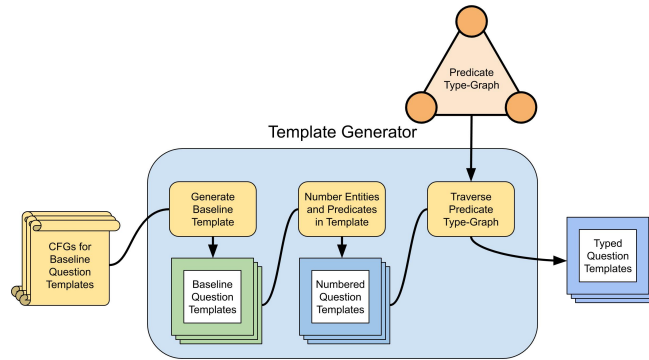 Predicate
Type-Graph
Template Generator
CFGs for
Baseline
Question
Templates
Generate
Baseline
Template
Number Entities
and Predicates
in Template
Traverse
Predicate
Type-Graph
Baseline
Question
Templates
Numbered
Question
Templates
Typed
Question
Templates